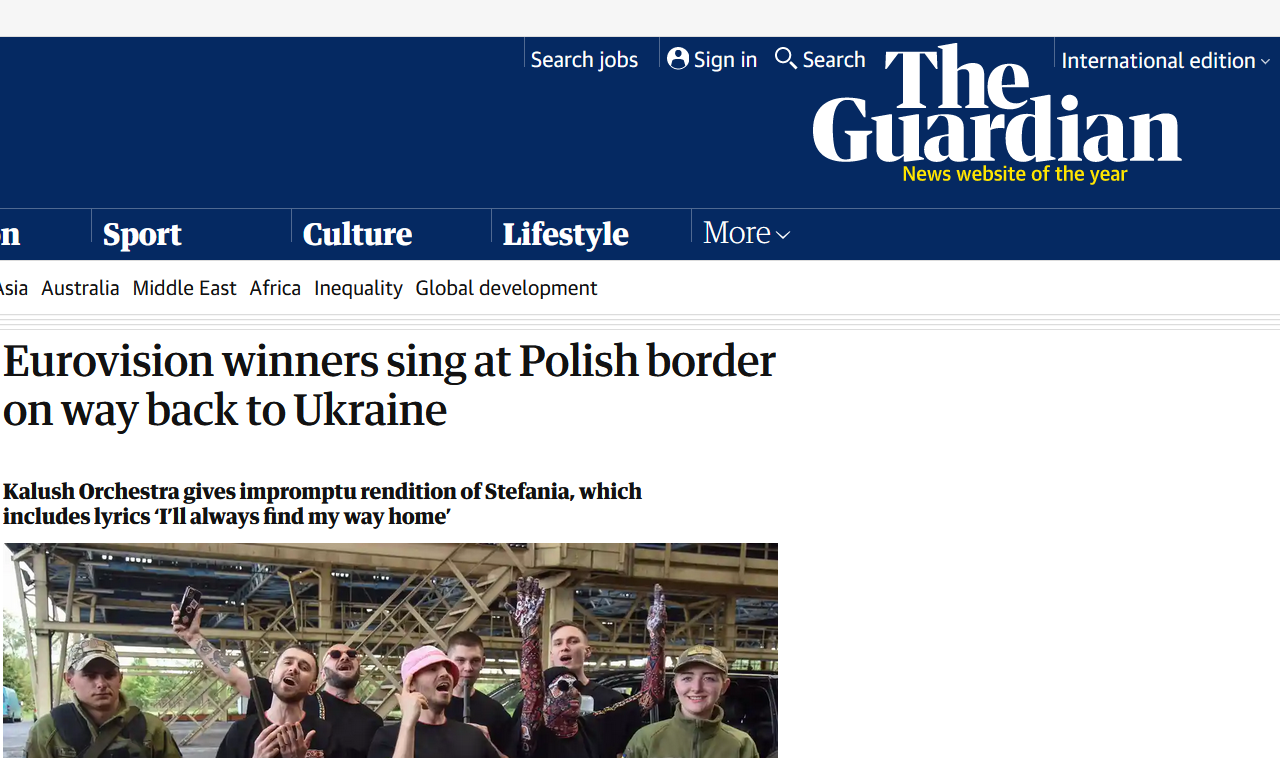 Search jobs
Sign in
Search
International edition
The
Guardian
News website of the year
n
Sport
Culture
Lifestyle
More
Asia Australia Middle East Africa Inequality Global development
Eurovision winners sing at Polish border
on way back to Ukraine
Kalush Orchestra gives impromptu rendition of Stefania, which
includes lyrics ‘I’ll always find my way home’